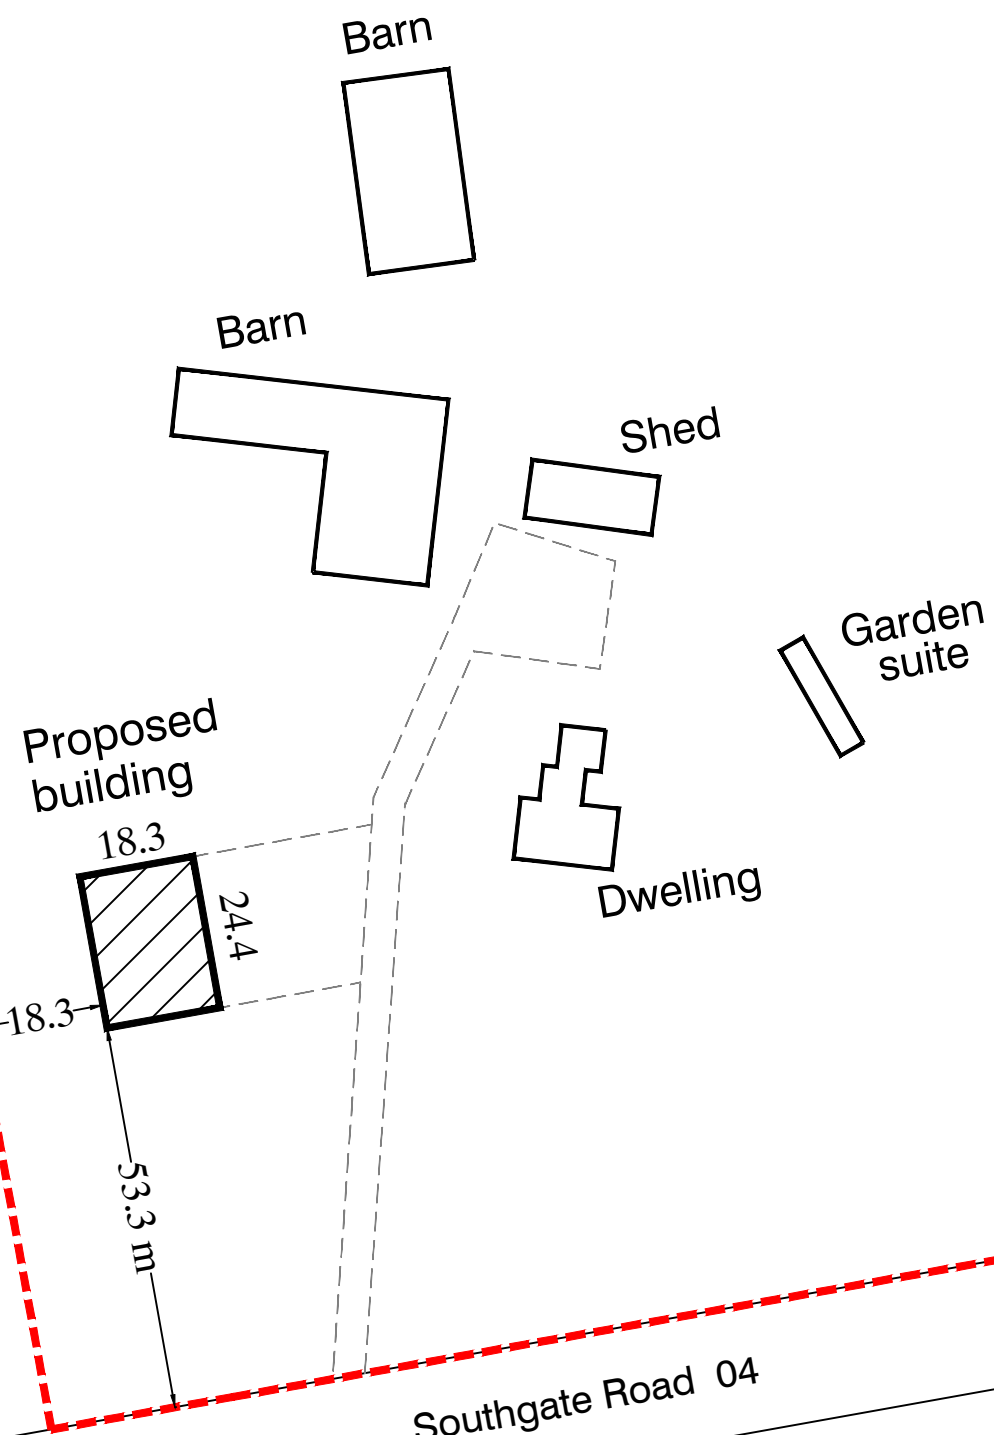 Barn
Barn
Shed
Garden
suite
Proposed
building
18.3
24.4
Dwelling
18.3
53.3 m
Southgate Road 04